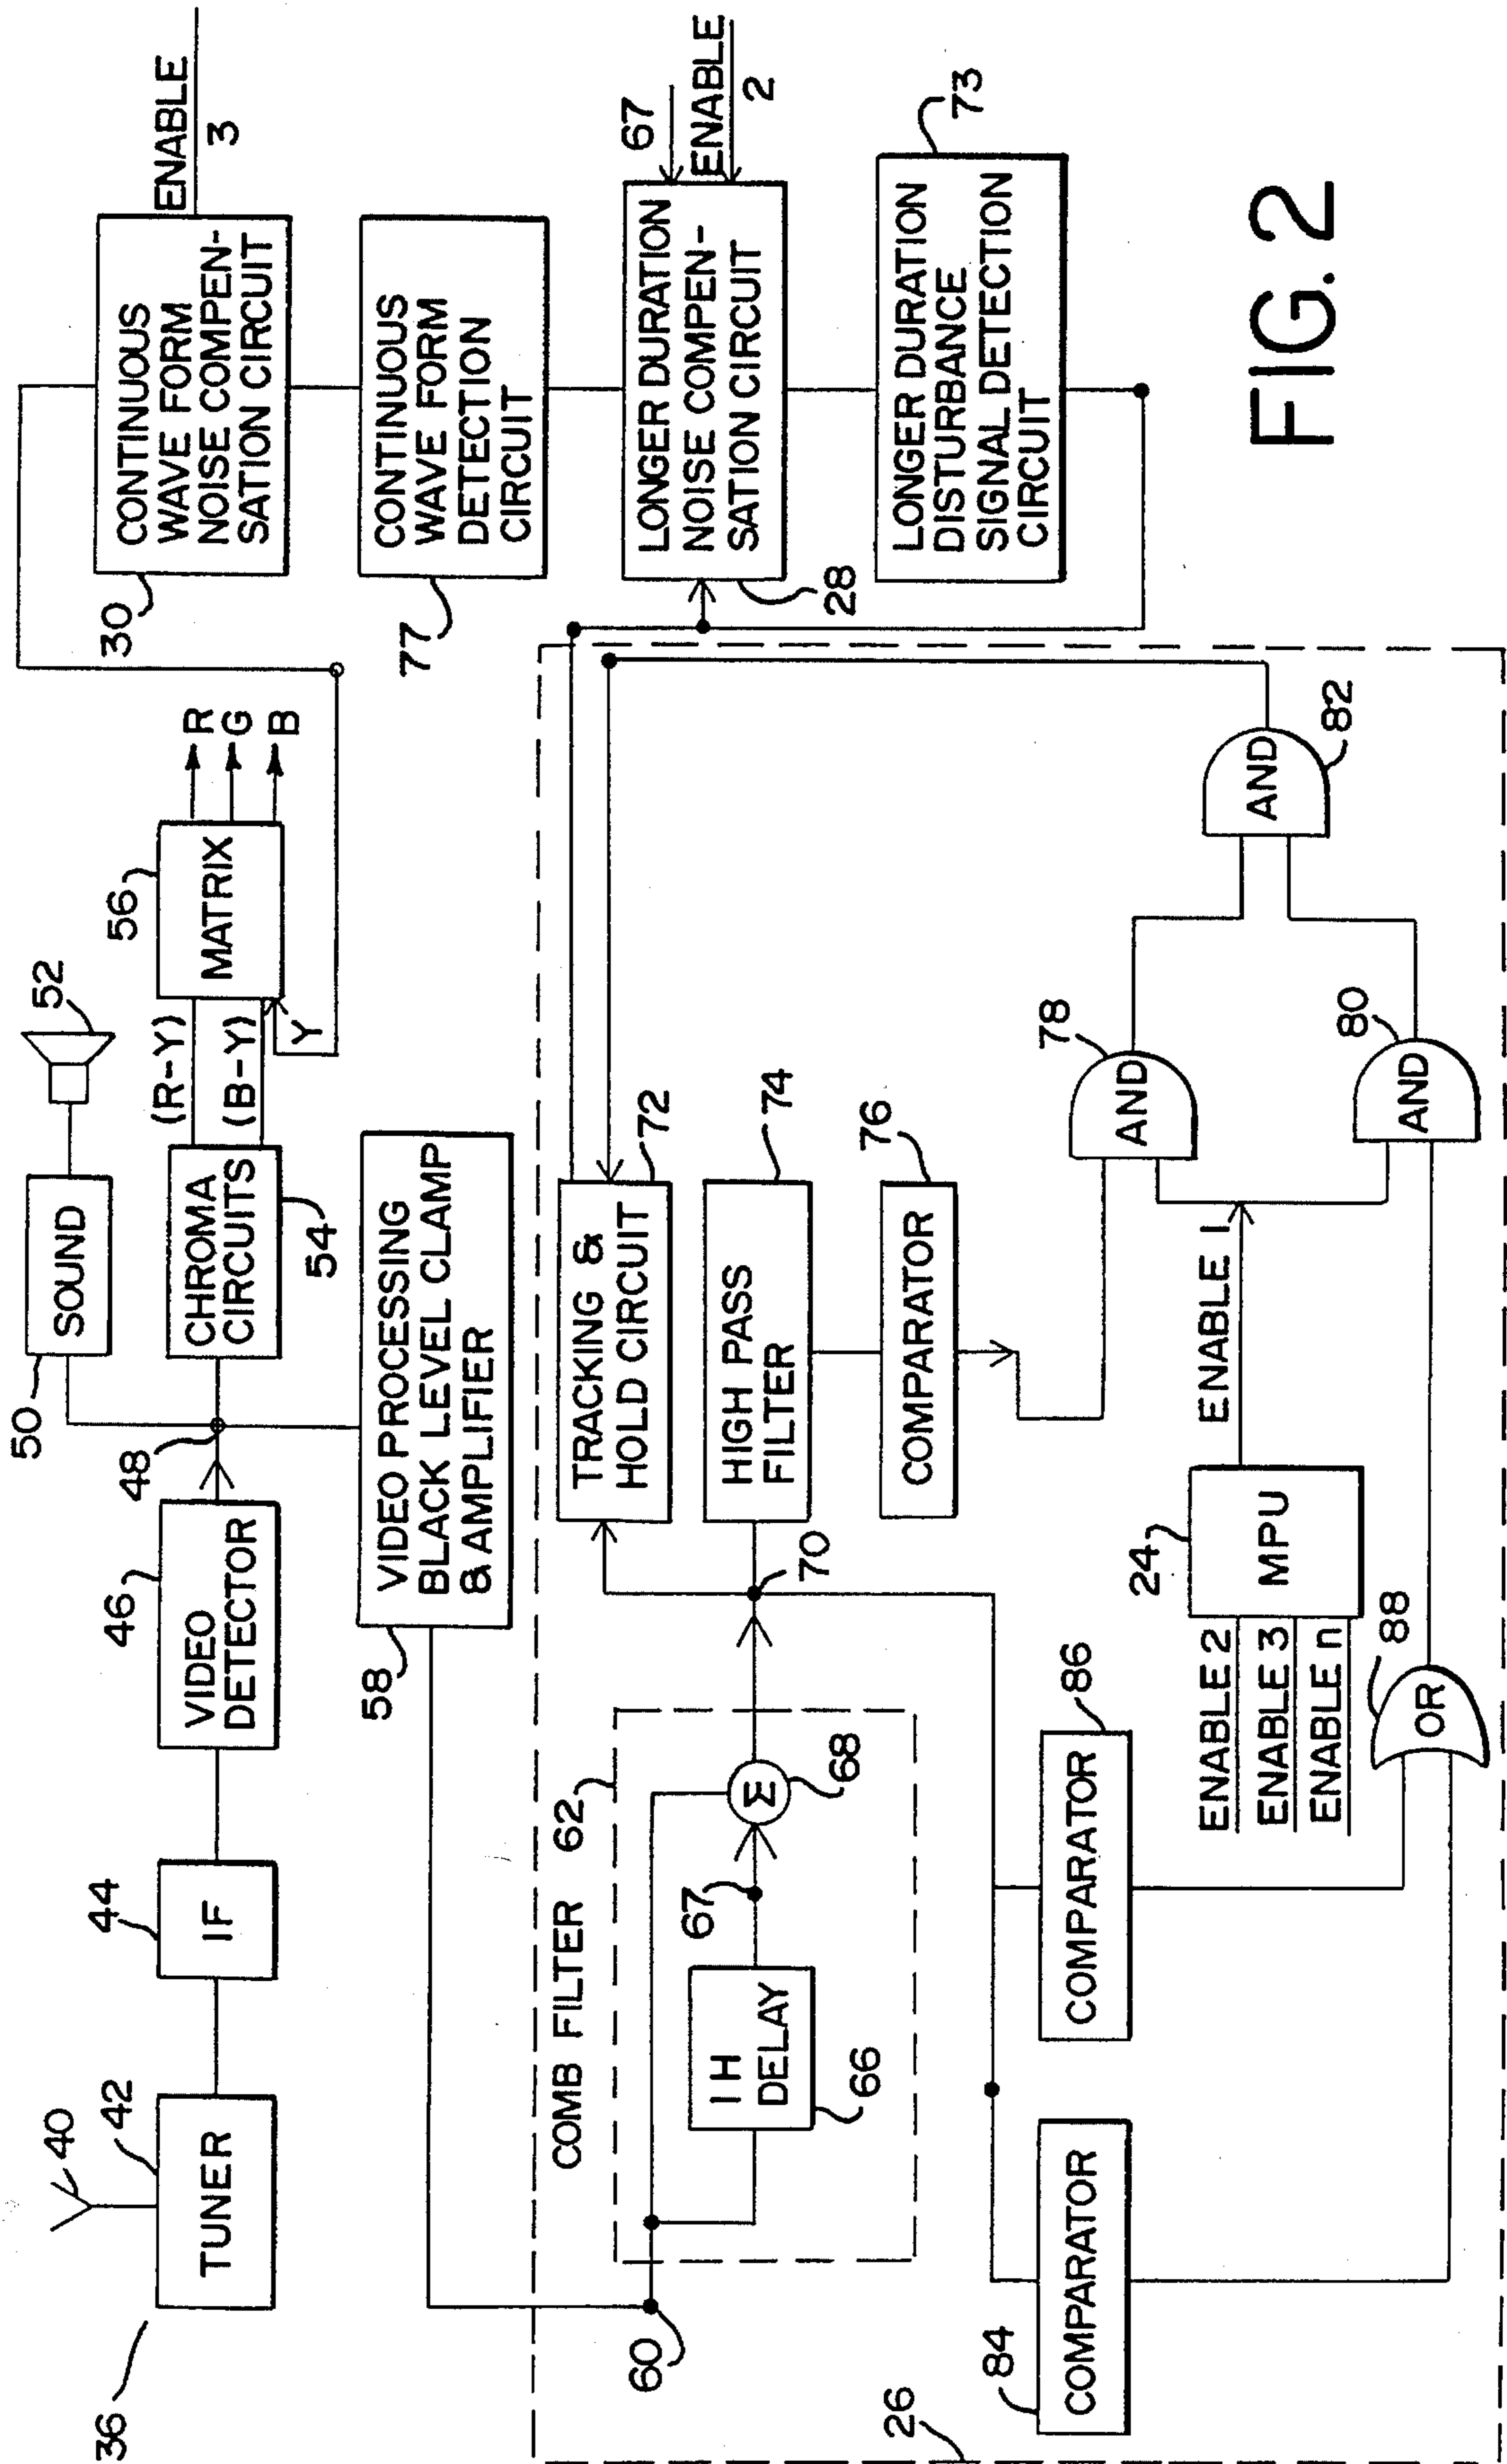 36
40
42
TUNER
44
IF
46
VIDEO
DETECTOR
48
50
SOUND
52
CHROMA
CIRCUITS
54
(R-Y)
(B-Y)
Y
56
MATRIX
R
G
B
58
VIDEO PROCESSING
BLACK LEVEL CLAMP
& AMPLIFIER
30
CONTINUOUS
WAVE FORM
NOISE COMPEN-
SATION CIRCUIT
ENABLE
3
77
CONTINUOUS
WAVE FORM
DETECTION
CIRCUIT
LONGER DURATION
NOISE COMPEN-
SATION CIRCUIT
28
67
ENABLE
2
LONGER DURATION
DISTURBANCE
SIGNAL DETECTION
CIRCUIT
73
26
60
COMB FILTER 62
1H
DELAY
66
67
Σ
68
70
TRACKING &
HOLD CIRCUIT
72
HIGH PASS
FILTER
74
COMPARATOR
76
84
COMPARATOR
COMPARATOR
86
ENABLE 2
ENABLE 3
ENABLE n
24
MPU
ENABLE 1
88
OR
AND
78
AND
80
AND
82
FIG. 2